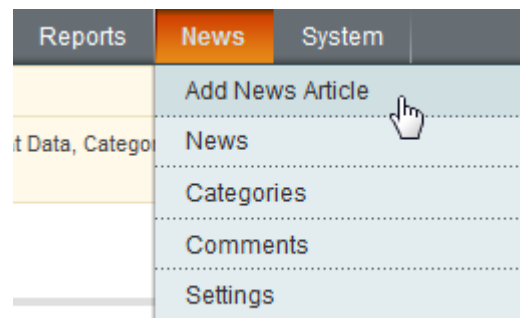 Reports News System
Add News Article
t Data, Categor
News
Categories
Comments
Settings